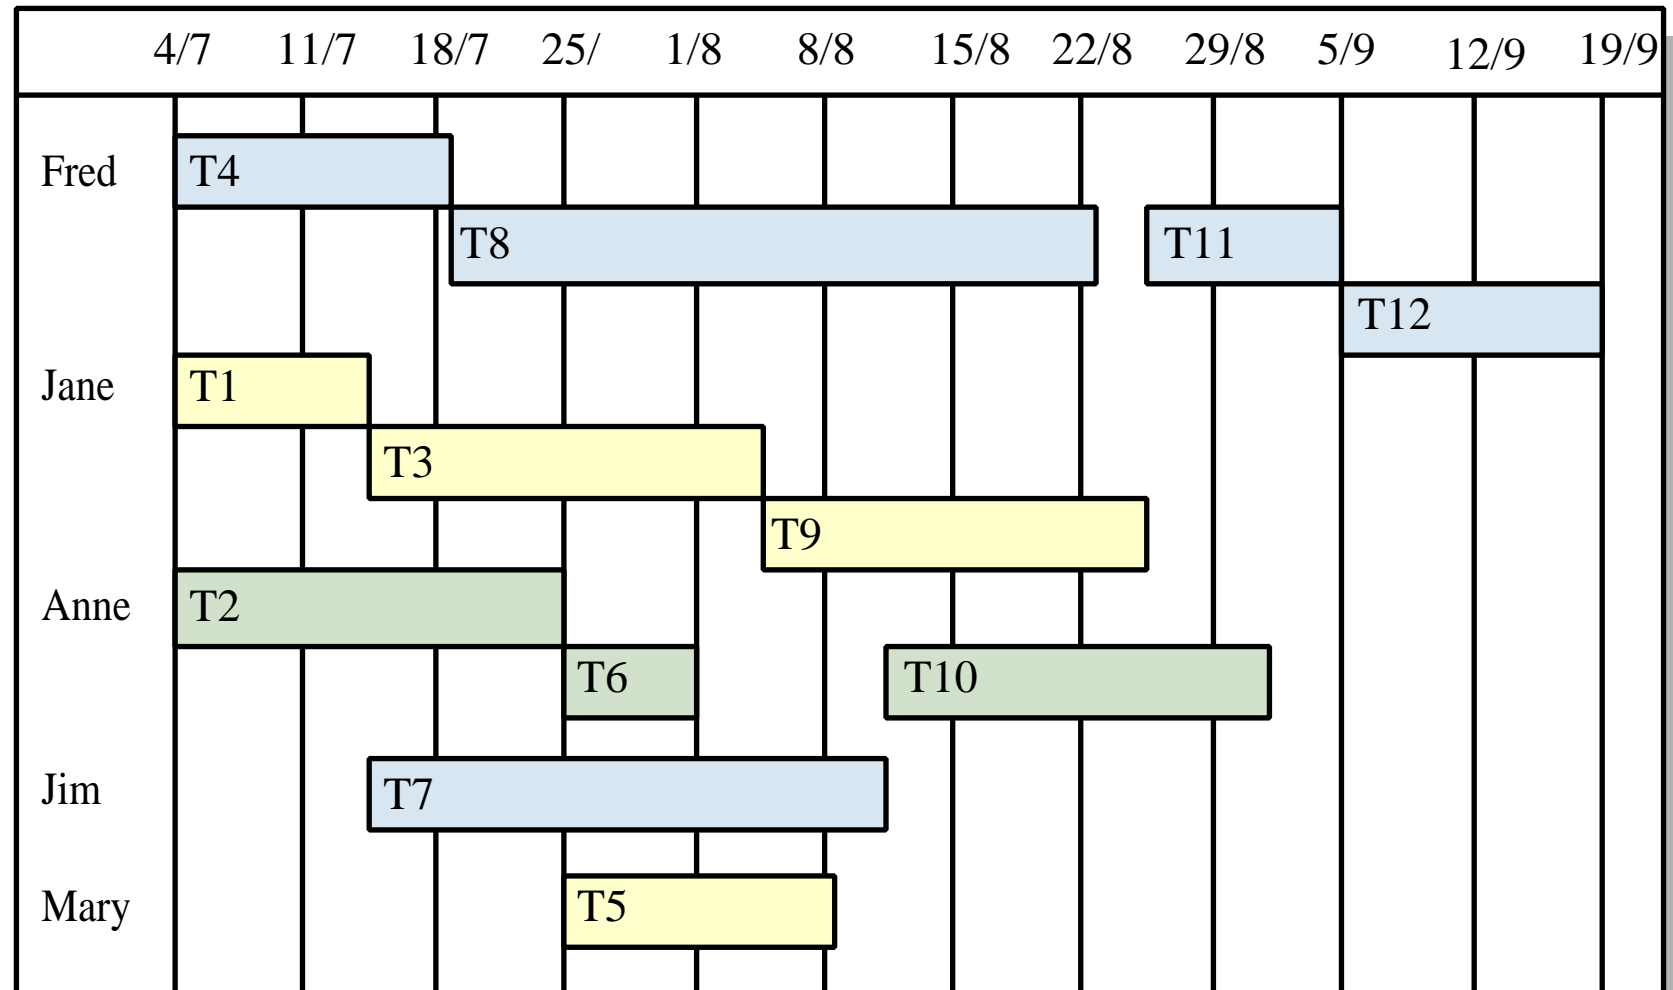 4/7 11/7 18/7 25/ 1/8 8/8 15/8 22/8 29/8 5/9 12/9 19/9
Fred T4
T8 T11
T12
Jane T1
T3
T9
Anne T2
T6 T10
Jim T7
Mary T5